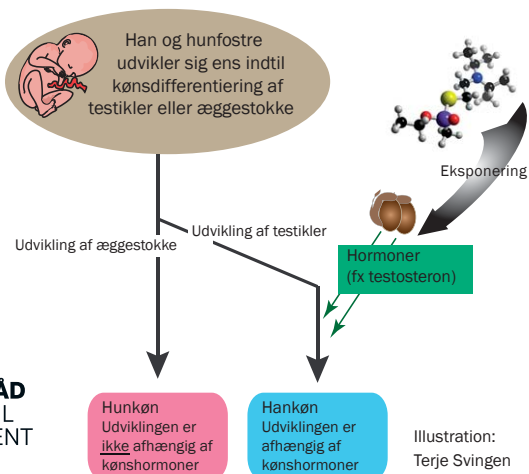 Han og hunfostre
udvikler sig ens indtil
kønsdifferentiering af
testikler eller æggestokke
Eksponering
Udvikling af testikler
Udvikling af æggestokke
Hormoner
(fx testosteron)
Hunkøn
Udviklingen er
ikke afhængig af
kønshormoner
Hankøn
Udviklingen er
afhængig af
kønshormoner
Illustration:
Terje Svingen